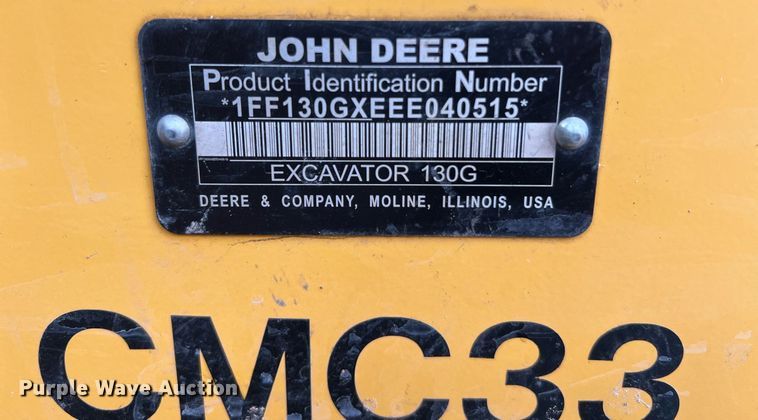 JOHN DEERE
Product Identification Number
*1FF130GXEEE040515*
EXCAVATOR 130G
DEERE & COMPANY, MOLINE, ILLINOIS, USA
CMC33
Purple Wave Auction